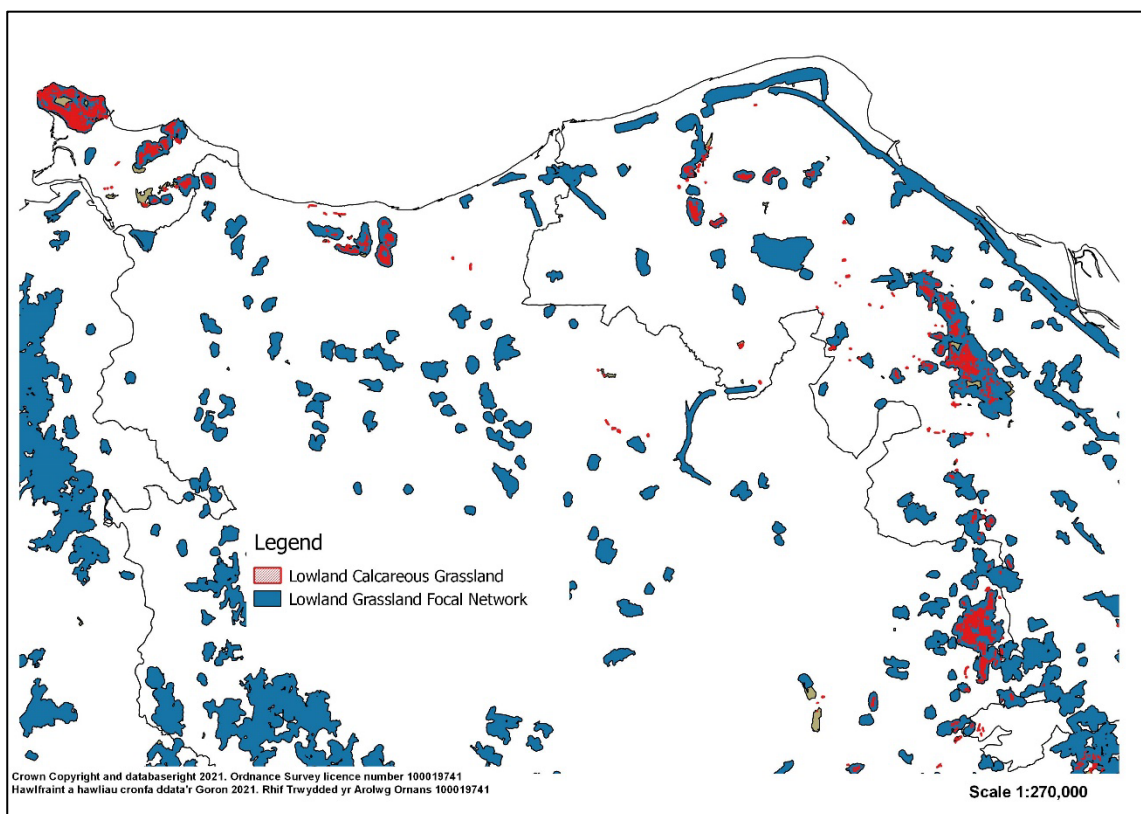 Legend
Lowland Calcareous Grassland
Lowland Grassland Focal Network
Crown Copyright and databaseright 2021. Ordnance Survey licence number 100019741
Hawlfraint a hawliau cronfa ddata'r Goron 2021. Rhif Trwydded yr Arolwg Ornans 100019741
Scale 1:270,000